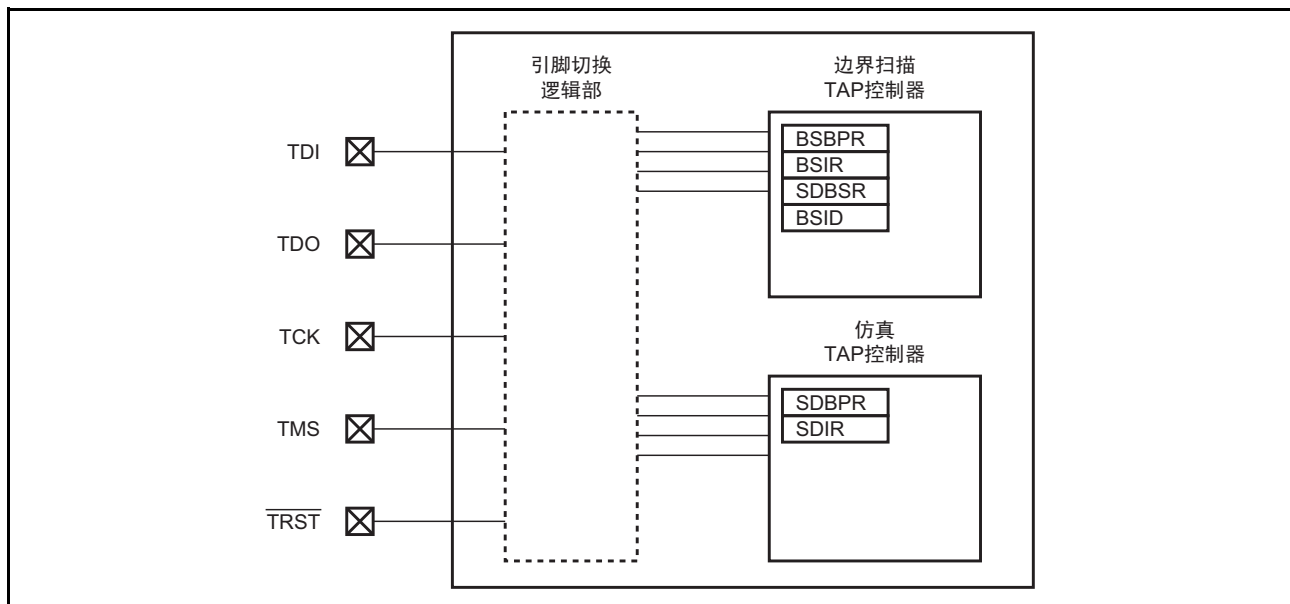 引脚切换
逻辑部
边界扫描
TAP控制器
TDI
TDO
TCK
TMS
TRST
BSBPR
BSIR
SDBSR
BSID
仿真
TAP控制器
SDBPR
SDIR